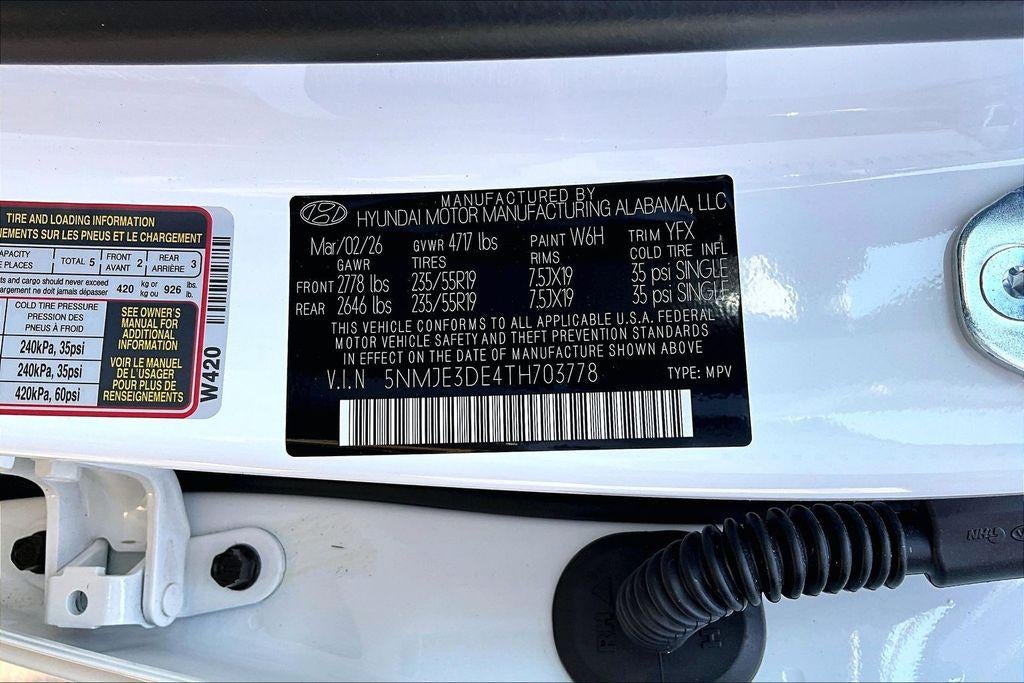 TIRE AND LOADING INFORMATION
NEMENTS SUR LES PNEUS ET LE CHARGEMENT
CAPACITY
TOTAL 5
FRONT 2
AVANT
REAR 3
ARRIÈRE
PLACES
nts and cargo should never exceed
gement ne doit jamais dépasser
420 kg or
kg ou
926 lbs.
lb.
COLD TIRE PRESSURE
PRESSION DES
PNEUS À FROID
240kPa, 35psi
240kPa, 35psi
420kPa, 60psi
SEE OWNER'S
MANUAL FOR
ADDITIONAL
INFORMATION
VOIR LE MANUEL
DE L'USAGER
POUR PLUS DE
RENSEIGNEMENTS
W420
MANUFACTURED BY
HYUNDAI MOTOR MANUFACTURING ALABAMA, LLC
Mar/02/26 GVWR 4717 lbs PAINT W6H TRIM YFX
GAWR TIRES RIMS COLD TIRE INFL
FRONT 2778 lbs 235/55R19 7.5JX19 35 psi SINGLE
REAR 2646 lbs 235/55R19 7.5JX19 35 psi SINGLE
THIS VEHICLE CONFORMS TO ALL APPLICABLE U.S.A. FEDERAL
MOTOR VEHICLE SAFETY AND THEFT PREVENTION STANDARDS
IN EFFECT ON THE DATE OF MANUFACTURE SHOWN ABOVE
V.I.N 5NMJE3DE4TH703778 TYPE: MPV
RH